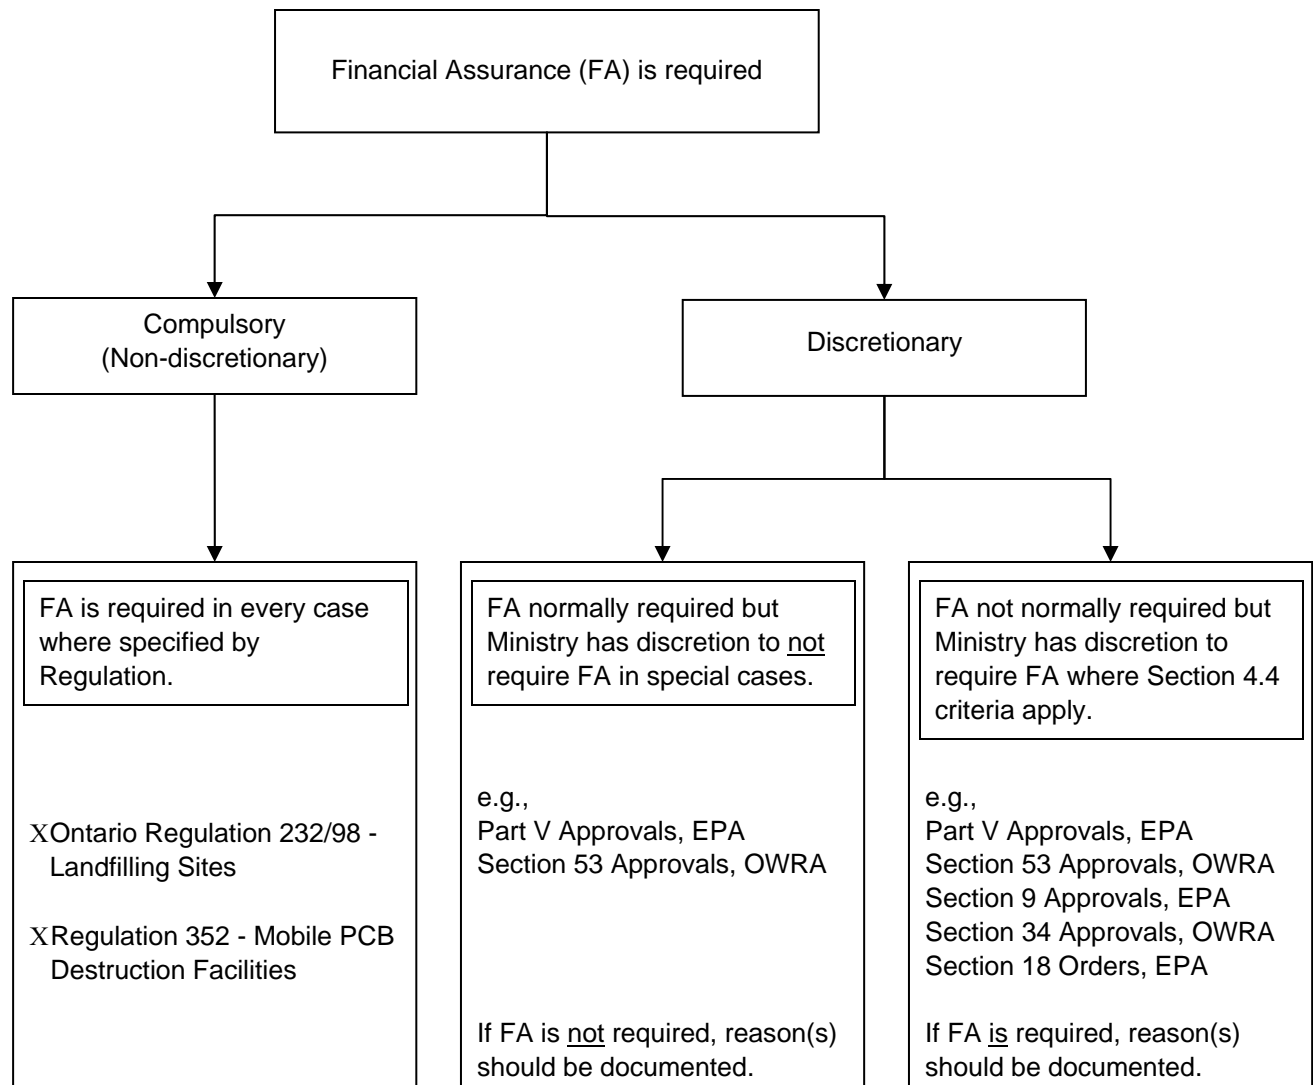 Financial Assurance (FA) is required
Compulsory
(Non-discretionary)
Discretionary
FA is required in every case
where specified by
Regulation.
XOntario Regulation 232/98 -
Landfilling Sites
XRegulation 352 - Mobile PCB
Destruction Facilities
FA normally required but
Ministry has discretion to not
require FA in special cases.
e.g.,
Part V Approvals, EPA
Section 53 Approvals, OWRA
If FA is not required, reason(s)
should be documented.
FA not normally required but
Ministry has discretion to
require FA where Section 4.4
criteria apply.
e.g.,
Part V Approvals, EPA
Section 53 Approvals, OWRA
Section 9 Approvals, EPA
Section 34 Approvals, OWRA
Section 18 Orders, EPA
If FA is required, reason(s)
should be documented.